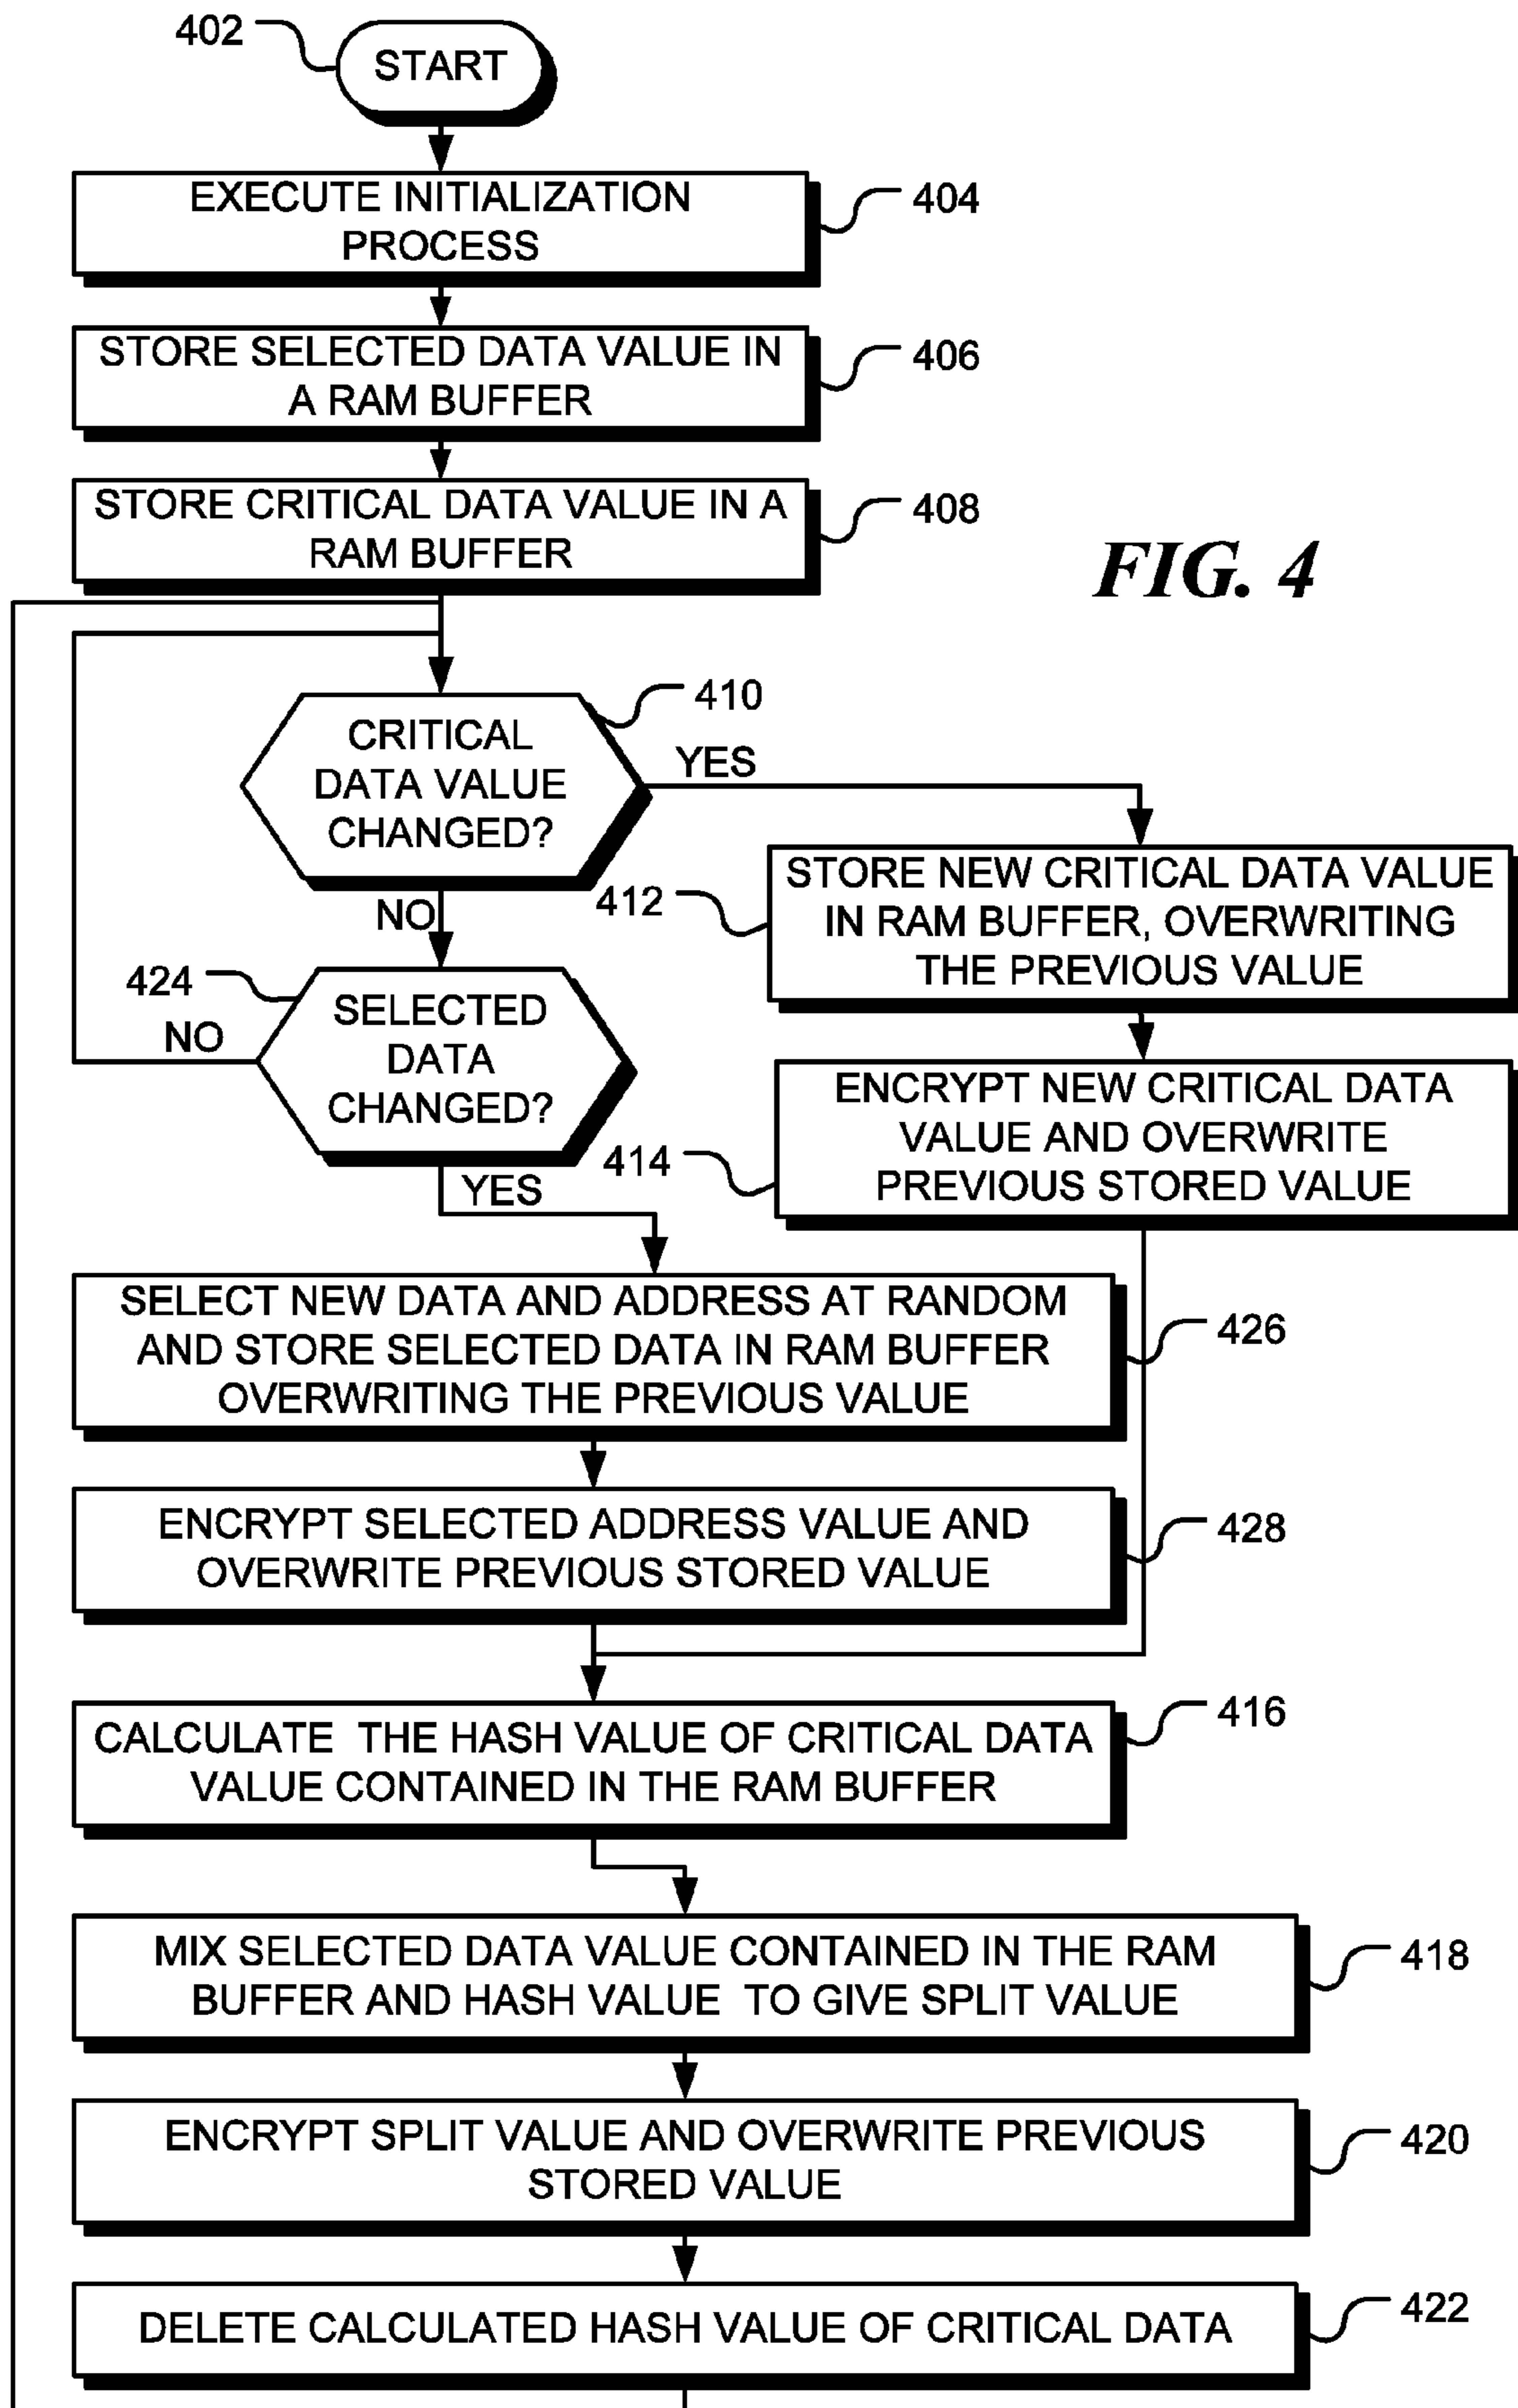 402
START
EXECUTE INITIALIZATION
PROCESS
404
STORE SELECTED DATA VALUE IN
A RAM BUFFER
406
STORE CRITICAL DATA VALUE IN A
RAM BUFFER
408
FIG. 4
CRITICAL
DATA VALUE
CHANGED?
410
YES
NO
412
STORE NEW CRITICAL DATA VALUE
IN RAM BUFFER, OVERWRITING
THE PREVIOUS VALUE
424
NO
SELECTED
DATA
CHANGED?
YES
414
ENCRYPT NEW CRITICAL DATA
VALUE AND OVERWRITE
PREVIOUS STORED VALUE
SELECT NEW DATA AND ADDRESS AT RANDOM
AND STORE SELECTED DATA IN RAM BUFFER
OVERWRITING THE PREVIOUS VALUE
426
ENCRYPT SELECTED ADDRESS VALUE AND
OVERWRITE PREVIOUS STORED VALUE
428
CALCULATE THE HASH VALUE OF CRITICAL DATA
VALUE CONTAINED IN THE RAM BUFFER
416
MIX SELECTED DATA VALUE CONTAINED IN THE RAM
BUFFER AND HASH VALUE TO GIVE SPLIT VALUE
418
ENCRYPT SPLIT VALUE AND OVERWRITE PREVIOUS
STORED VALUE
420
DELETE CALCULATED HASH VALUE OF CRITICAL DATA
422